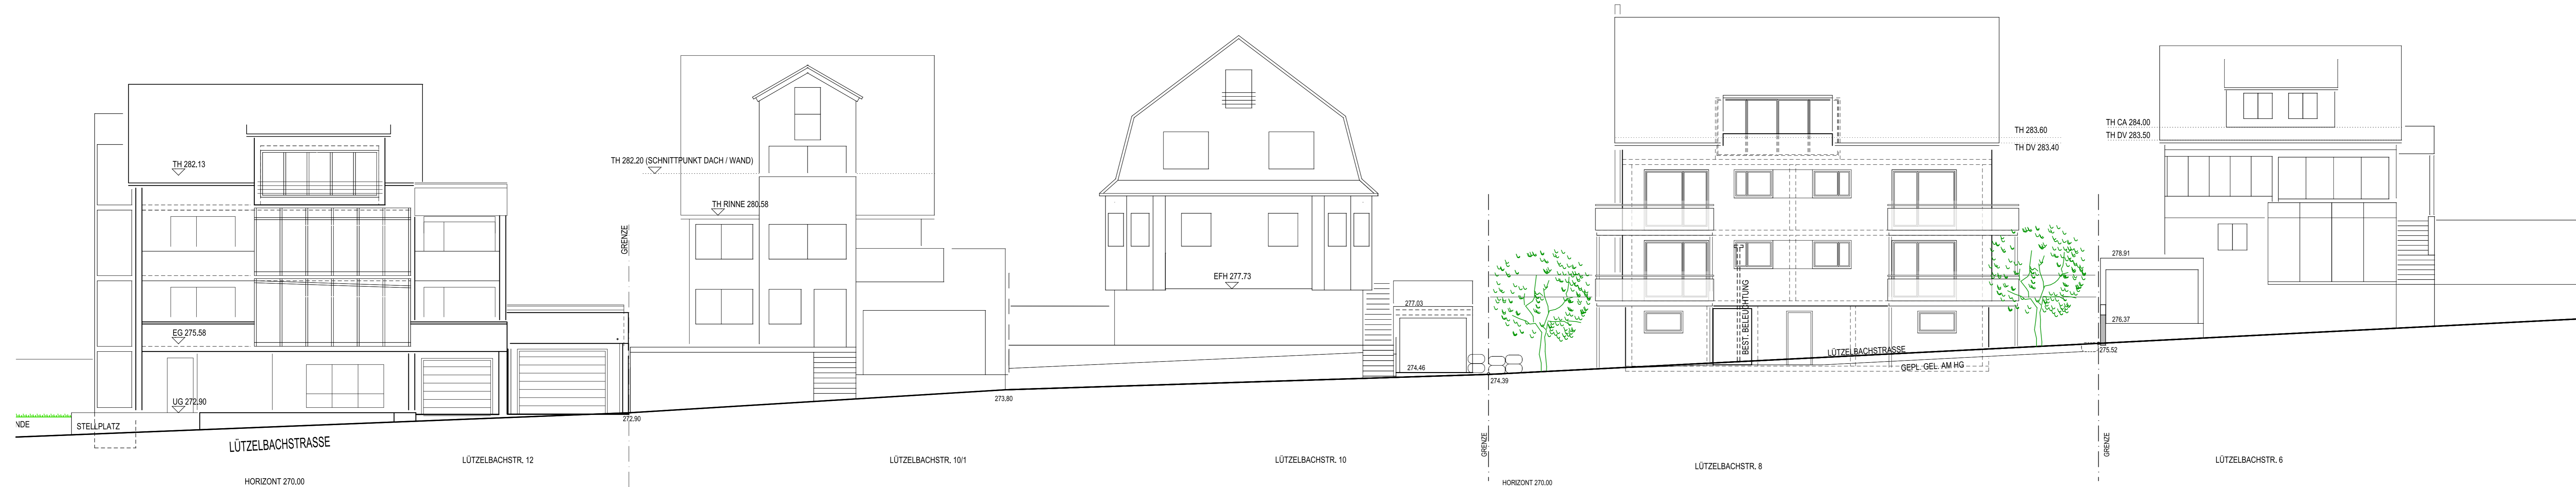 TH 282,13
EG 275.58
UG 272,90
NDE
STELLPLATZ
LÜTZELBACHSTRASSE
HORIZONT 270,00
LÜTZELBACHSTR. 12
GRENZE
272,90
TH 282,20 (SCHNITTPUNKT DACH / WAND)
TH RINNE 280,58
LÜTZELBACHSTR. 10/1
273,80
EFH 277,73
LÜTZELBACHSTR. 10
277,03
274,46
274,39
GRENZE
HORIZONT 270.00
BEST. BELEUCHTUNG
LÜTZELBACHSTRASSE
GEPL. GEL. AM HG
LÜTZELBACHSTR. 8
TH 283.60
TH DV 283.40
TH CA 284.00
TH DV 283.50
278,91
276,37
275,52
GRENZE
LÜTZELBACHSTR. 6